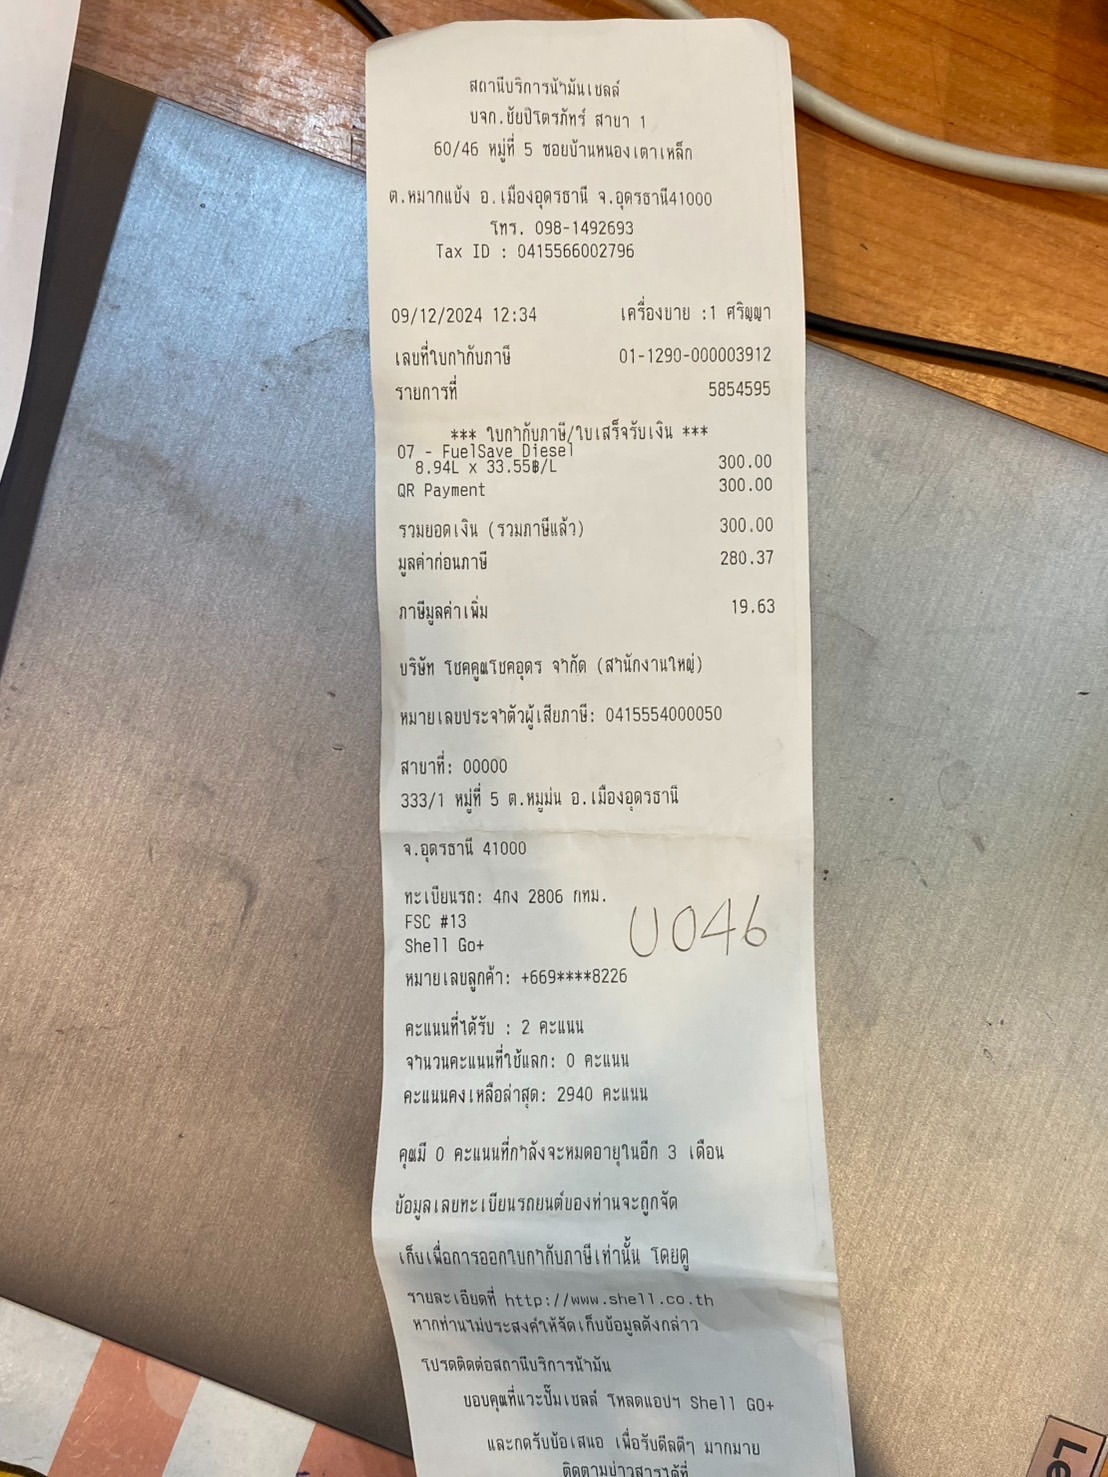 สถานีบริการน้ำมันเชลล์
บจก.ชัยปิโตรภัทร์ สาขา 1
60/46 หมู่ที่ 5 ซอยบ้านหนองเตาเหล็ก
ต.หมากแข้ง อ.เมืองอุดรธานี จ.อุดรธานี41000
โทร. 098-1492693
Tax ID : 0415566002796
09/12/2024 12:34 เครื่องขาย :1 ศริญญา
เลขที่ใบกำกับภาษี 01-1290-000003912
รายการที่ 5854595
*** ใบกำกับภาษี/ใบเสร็จรับเงิน ***
07 - FuelSave Diesel
8.94L x 33.55฿/L 300.00
QR Payment 300.00
รวมยอดเงิน (รวมภาษีแล้ว) 300.00
มูลค่าก่อนภาษี 280.37
ภาษีมูลค่าเพิ่ม 19.63
บริษัท โชคคูณโชคอุดร จำกัด (สำนักงานใหญ่)
หมายเลขประจำตัวผู้เสียภาษี: 0415554000050
สาขาที่: 00000
333/1 หมู่ที่ 5 ต.หมูม่น อ.เมืองอุดรธานี
จ.อุดรธานี 41000
ทะเบียนรถ: 4กง 2806 กทม.
FSC #13
U046
Shell Go+
หมายเลขลูกค้า: +669****8226
คะแนนที่ได้รับ : 2 คะแนน
จำนวนคะแนนที่ใช้แลก: 0 คะแนน
คะแนนคงเหลือล่าสุด: 2940 คะแนน
คุณมี 0 คะแนนที่กำลังจะหมดอายุในอีก 3 เดือน
ข้อมูลเลขทะเบียนรถยนต์ของท่านจะถูกจัด
เก็บเพื่อการออกใบกำกับภาษีเท่านั้น โดยดู
รายละเอียดที่ http://www.shell.co.th
หากท่านไม่ประสงค์ให้จัดเก็บข้อมูลดังกล่าว
โปรดติดต่อสถานีบริการน้ำมัน
ขอบคุณที่แวะปั๊มเชลล์ โหลดแอปฯ Shell GO+
และกดรับข้อเสนอ เพื่อรับดีลดีๆ มากมาย
ติดตามข่าวสารได้ที่
Le